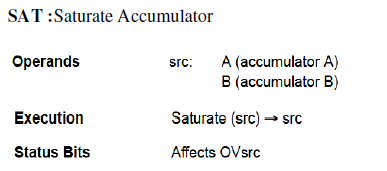 SAT :Saturate Accumulator
Operands src: A (accumulator A)
B (accumulator B)
Execution Saturate (src) → src
Status Bits Affects OVsrc